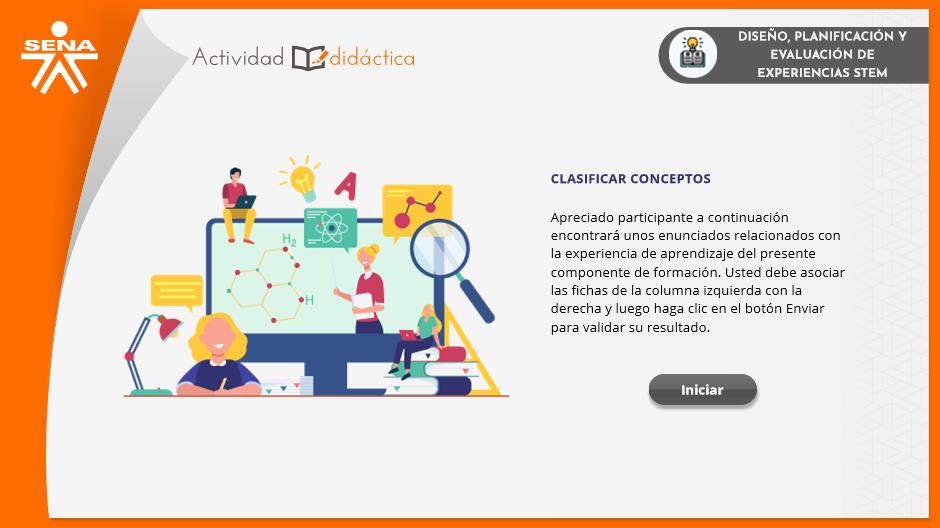 SENA
Actividad didáctica
DISEÑO, PLANIFICACIÓN Y
EVALUACIÓN DE
EXPERIENCIAS STEM
A
H2
H
CLASIFICAR CONCEPTOS
Apreciado participante a continuación
encontrará unos enunciados relacionados con
la experiencia de aprendizaje del presente
componente de formación. Usted debe asociar
las fichas de la columna izquierda con la
derecha y luego haga clic en el botón Enviar
para validar su resultado.
Iniciar